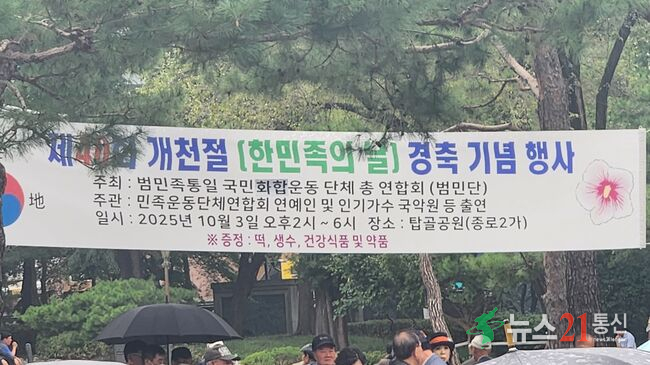 개천절 [한민족의 날] 경축 기념 행사
주최 : 범민족통일 국민화합운동 단체 총 연합회 (범민단)
주관 : 민족운동단체연합회 연예인 및 인기가수 국악원 등 출연
일시 : 2025년 10월 3일 오후2시 ~ 6시 장소 : 탑골공원(종로2가)
※ 증정 : 떡, 생수, 건강식품 및 약품
地
뉴스21통신